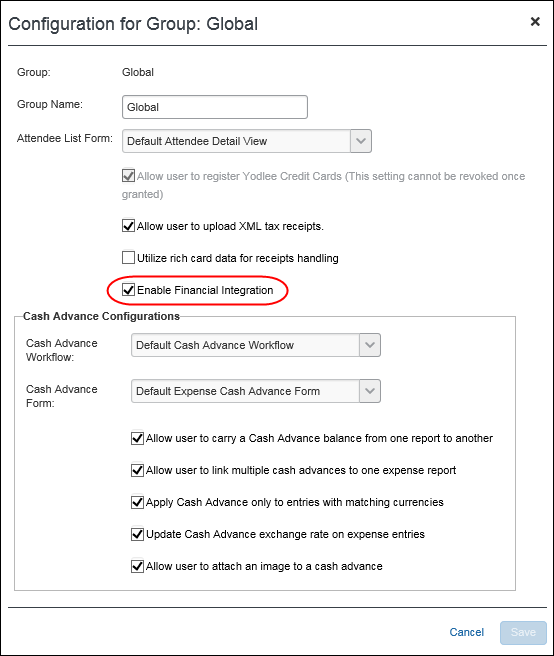 Configuration for Group: Global
Group: Global
Group Name: Global
Attendee List Form: Default Attendee Detail View
Allow user to register Yodlee Credit Cards (This setting cannot be revoked once
granted)
Allow user to upload XML tax receipts.
Utilize rich card data for receipts handling
Enable Financial Integration
Cash Advance Configurations
Cash Advance
Workflow:
Default Cash Advance Workflow
Cash Advance
Form:
Default Expense Cash Advance Form
Allow user to carry a Cash Advance balance from one report to another
Allow user to link multiple cash advances to one expense report
Apply Cash Advance only to entries with matching currencies
Update Cash Advance exchange rate on expense entries
Allow user to attach an image to a cash advance
Cancel Save